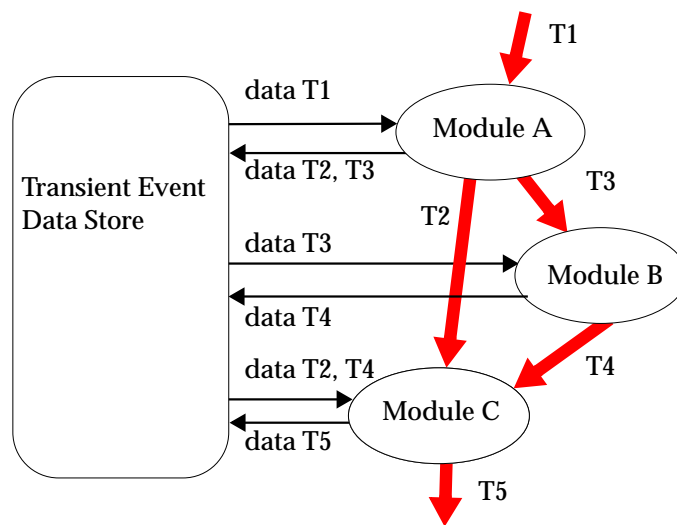 T1
data T1
Module A
data T2, T3
Transient Event
Data Store
T3
T2
data T3
Module B
data T4
data T2, T4
T4
Module C
data T5
T5